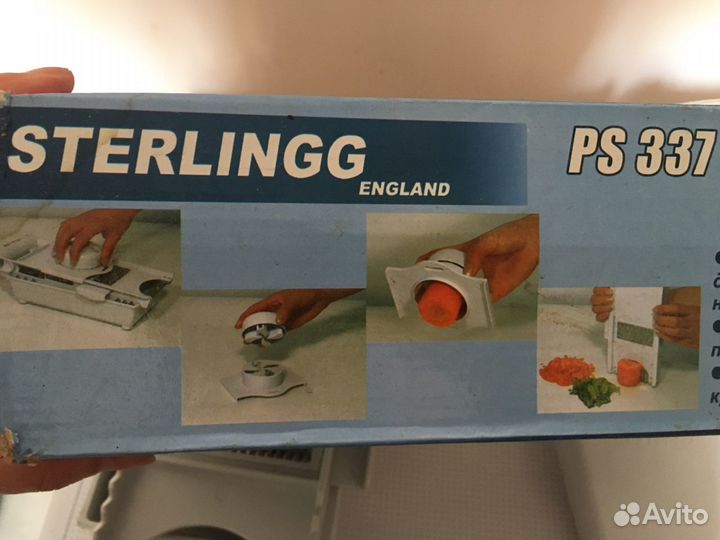 STERLINGG
ENGLAND
PS 337
Avito